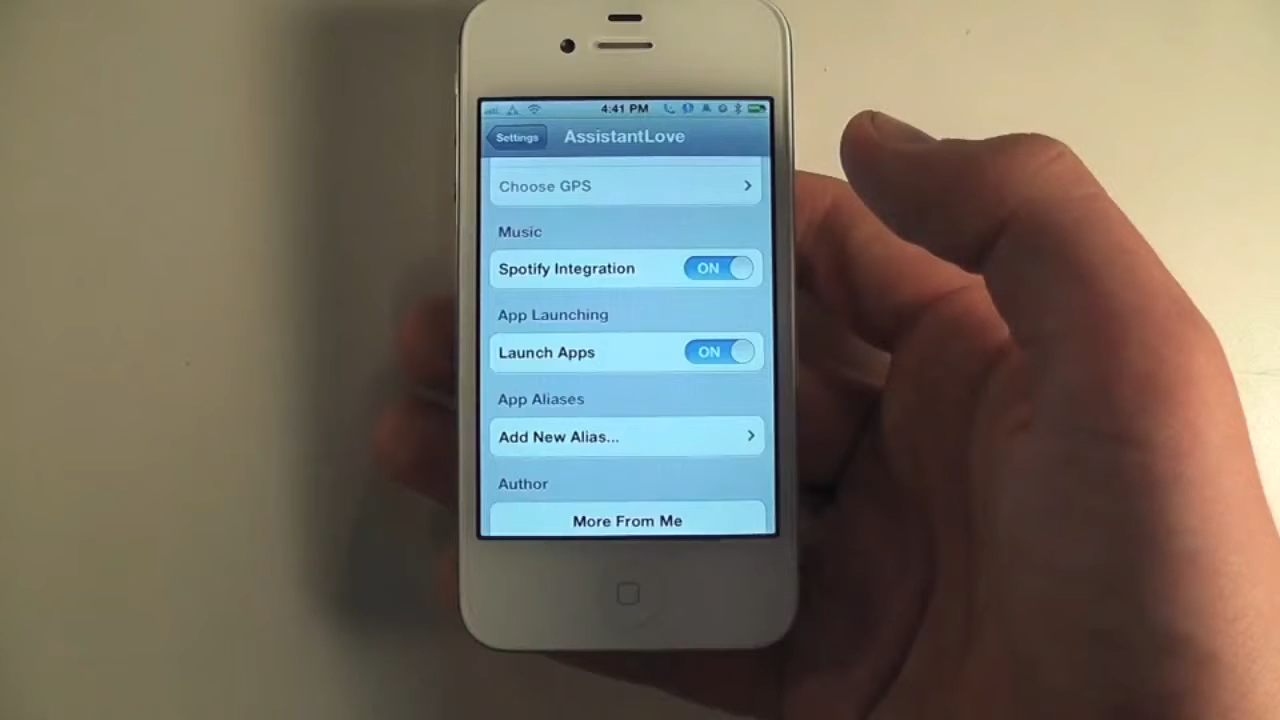 4:41 PM
Settings
AssistantLove
Choose GPS
Music
Spotify Integration
ON
App Launching
Launch Apps
ON
App Aliases
Add New Alias...
Author
More From Me